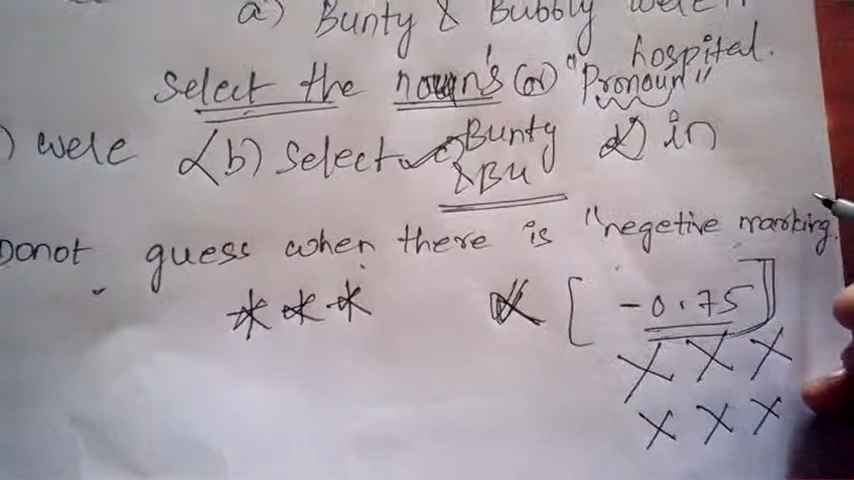 a) Bunty & Bubbly were in
hospital.
Select the noun's (or) "Pronoun"
) were b) Select c) Bunty & Bu d) in
Donot guess when there is "negetive marking.
*** [-0.75]
X X X
X X X